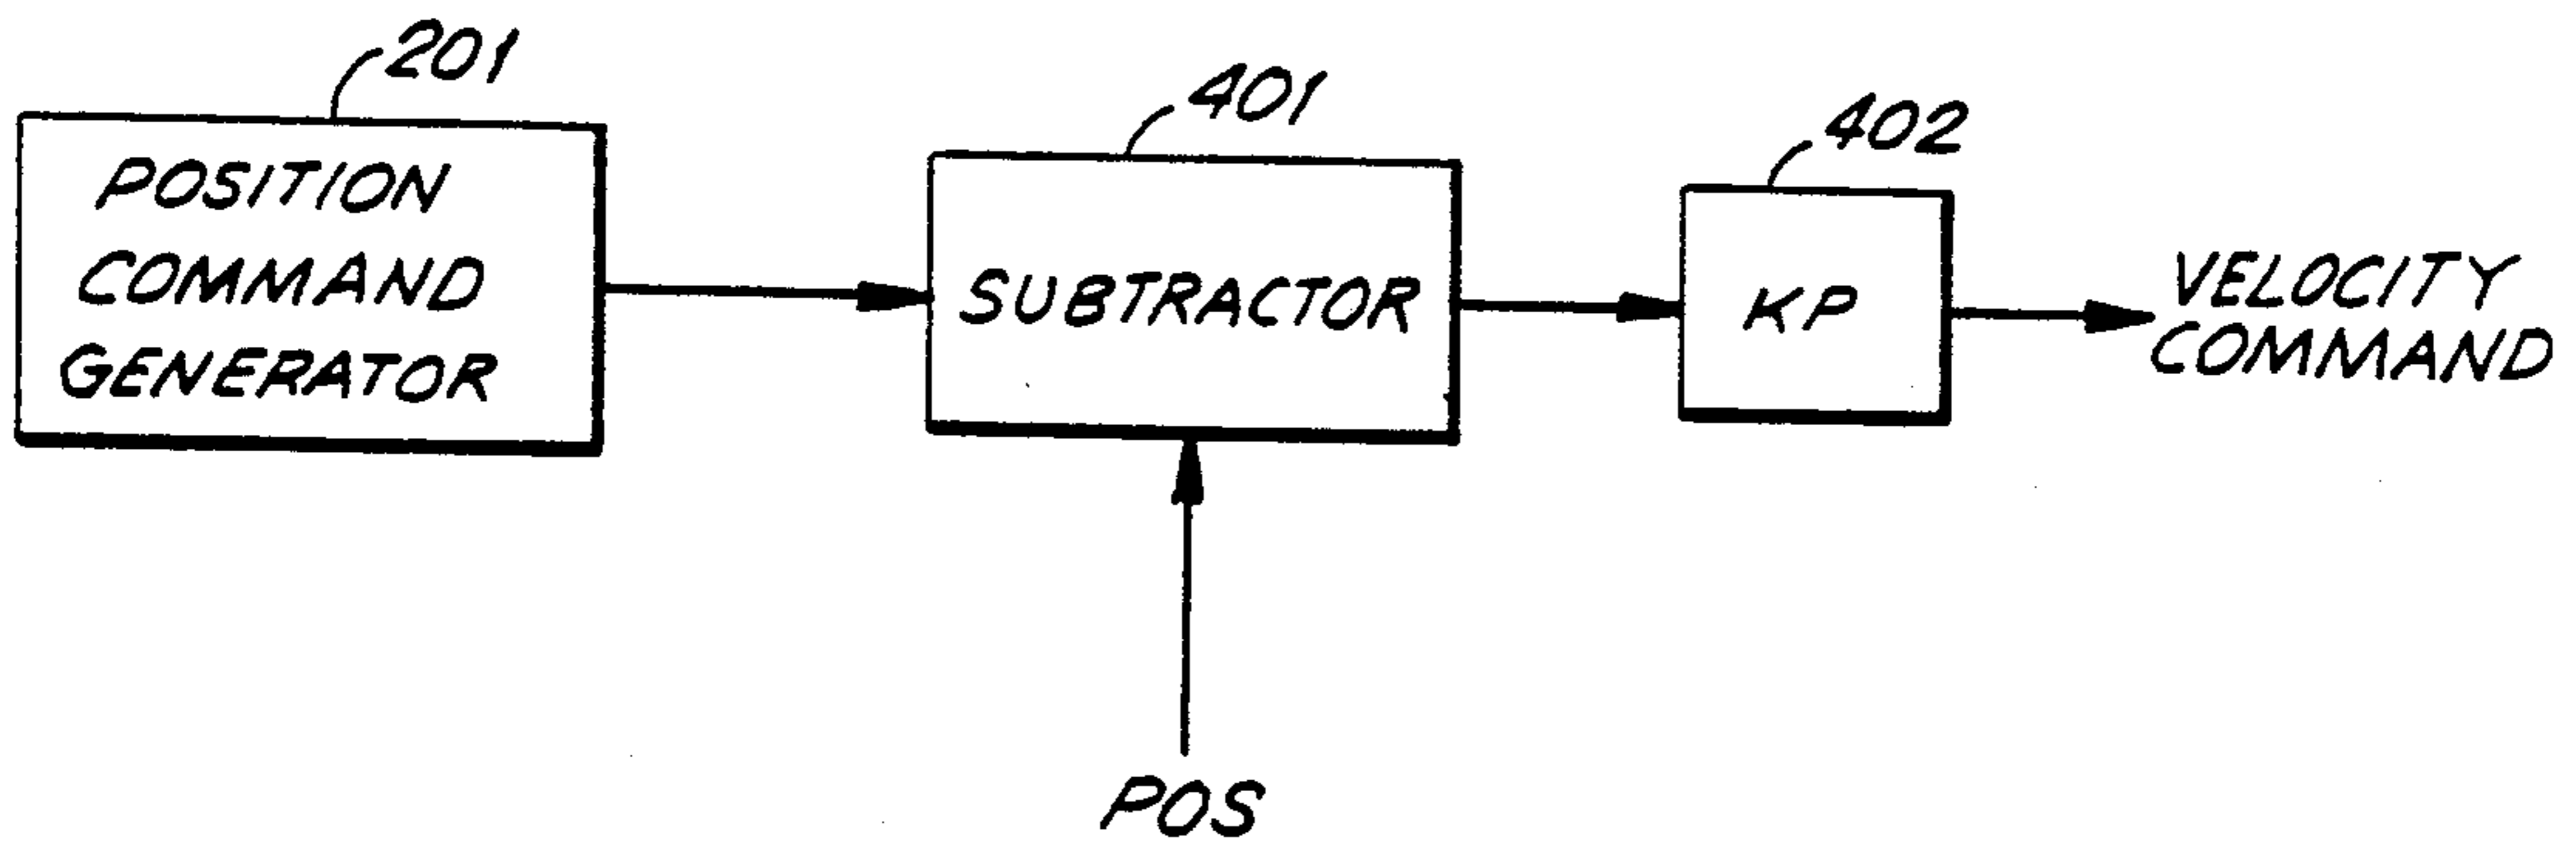 201
POSITION
COMMAND
GENERATOR
401
SUBTRACTOR
402
KP
VELOCITY
COMMAND
POS